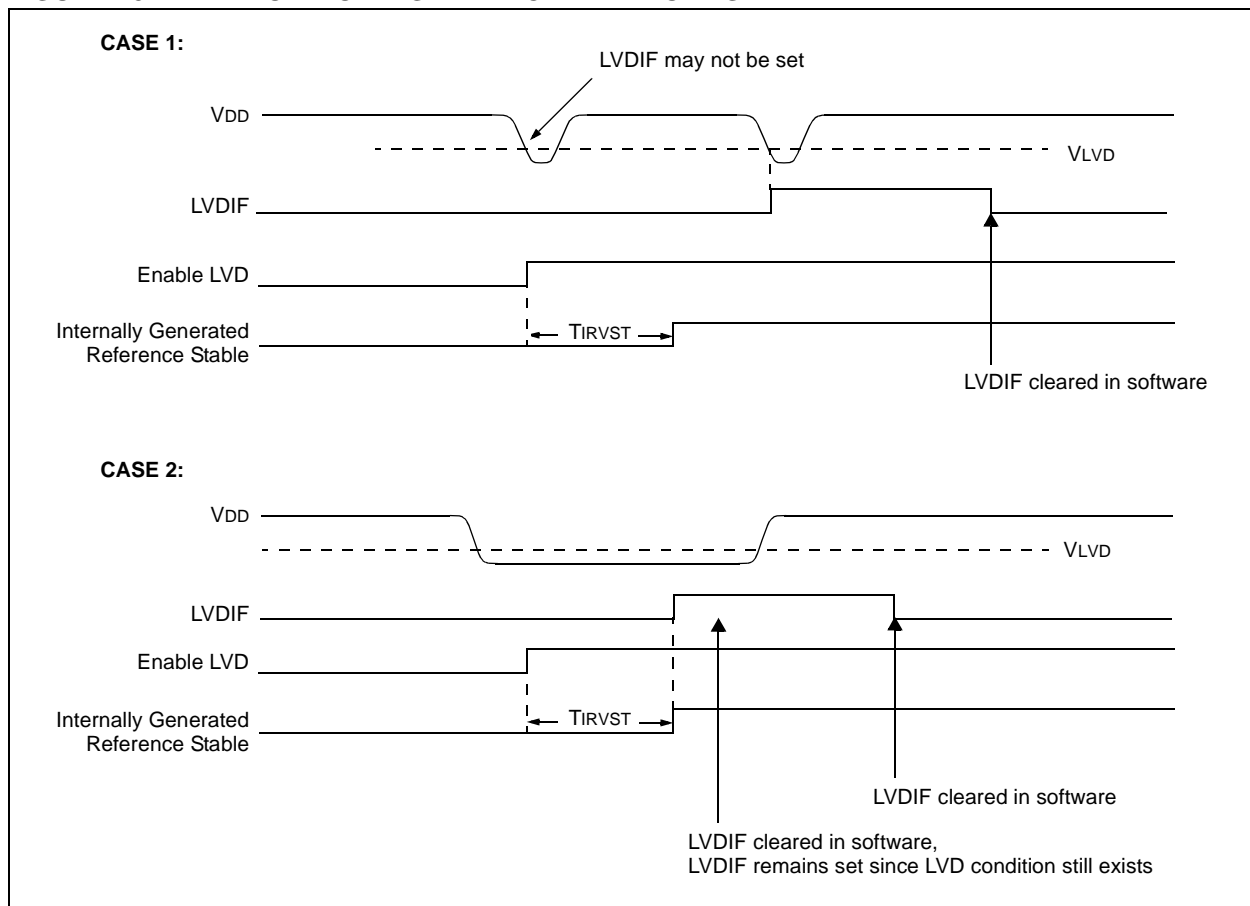 CASE 1:
LVDIF may not be set
VDD
VLVD
LVDIF
Enable LVD
Internally Generated
Reference Stable
TIRVST
LVDIF cleared in software
CASE 2:
VDD
VLVD
LVDIF
Enable LVD
Internally Generated
Reference Stable
TIRVST
LVDIF cleared in software
LVDIF cleared in software,
LVDIF remains set since LVD condition still exists